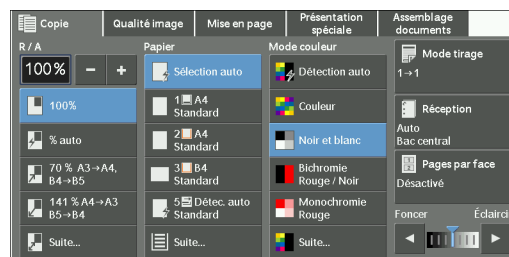 Copie
Qualité image
Mise en page
Présentation
spéciale
Assemblage
documents
R / A
100%
100%
% auto
70 % A3→A4,
B4→B5
141 % A4→A3
B5→B4
Suite...
Papier
Sélection auto
1 A4
Standard
2 A4
Standard
3 B4
Standard
5 Détec. auto
Standard
Suite...
Mode couleur
Détection auto
Couleur
Noir et blanc
Bichromie
Rouge / Noir
Monochromie
Rouge
Suite...
Mode tirage
1→1
Réception
Auto
Bac central
Pages par face
Désactivé
Foncer
Éclairci